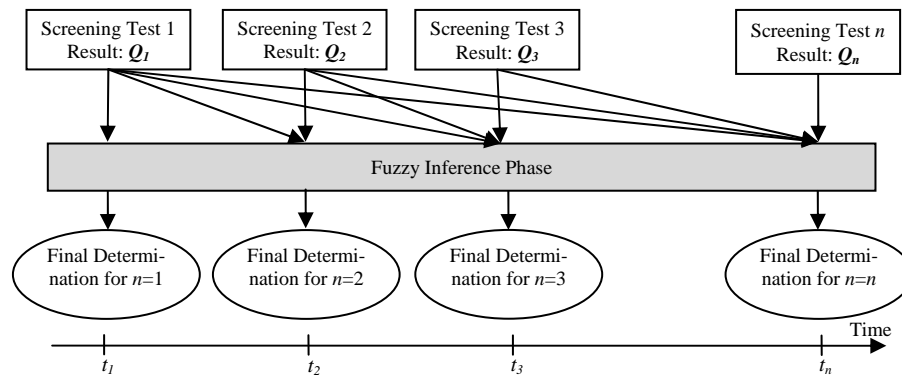 Screening Test 1
Result: Q1
Screening Test 2
Result: Q2
Screening Test 3
Result: Q3
Screening Test n
Result: Qn
Fuzzy Inference Phase
Final Determi-
nation for n=1
Final Determi-
nation for n=2
Final Determi-
nation for n=3
Final Determi-
nation for n=n
Time
t1
t2
t3
tn